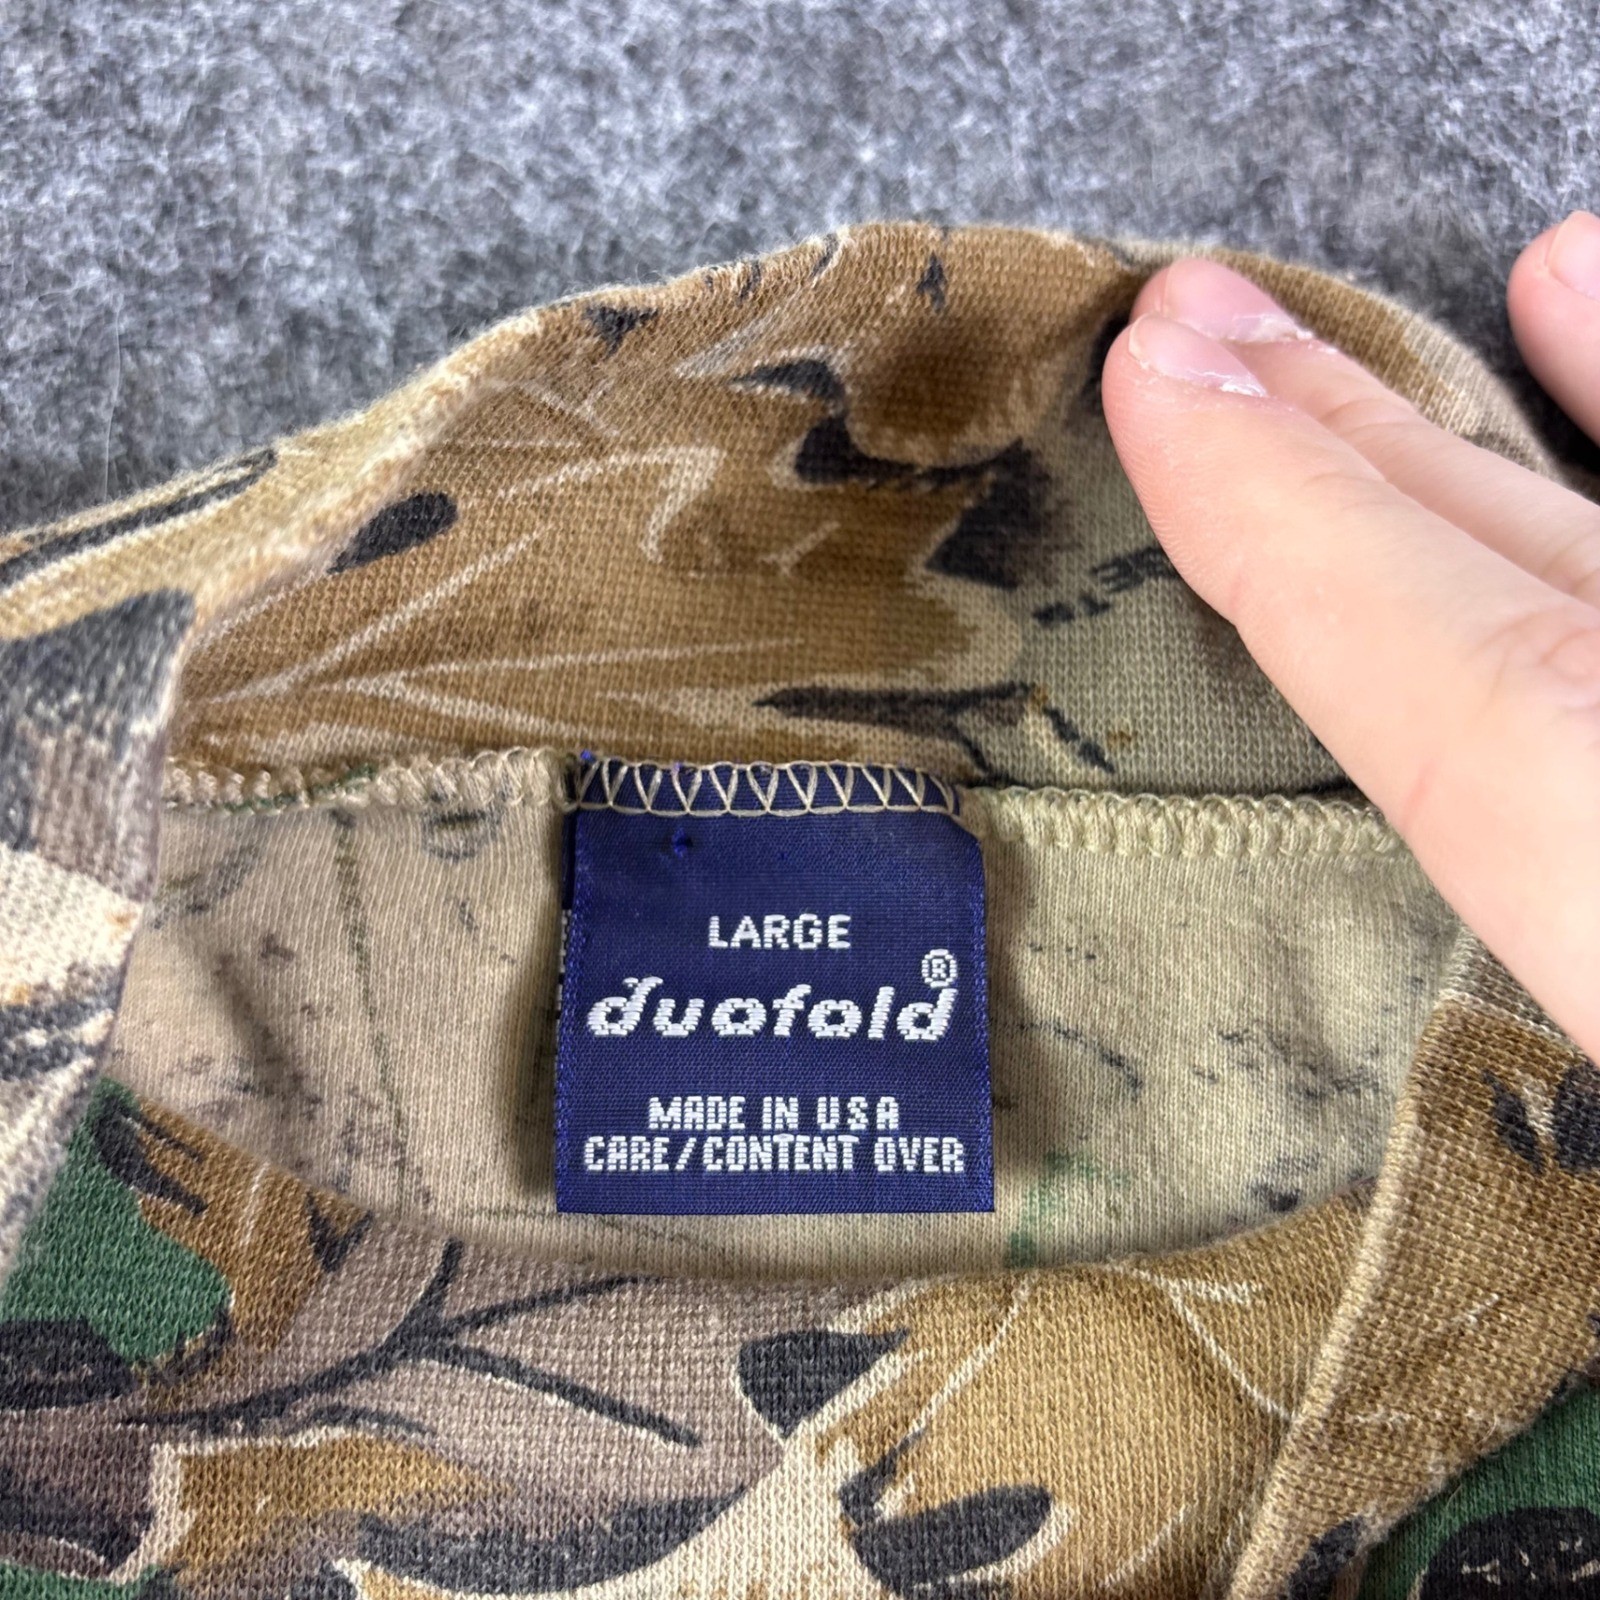 LARGE
duofold®
MADE IN USA
CARE/CONTENT OVER